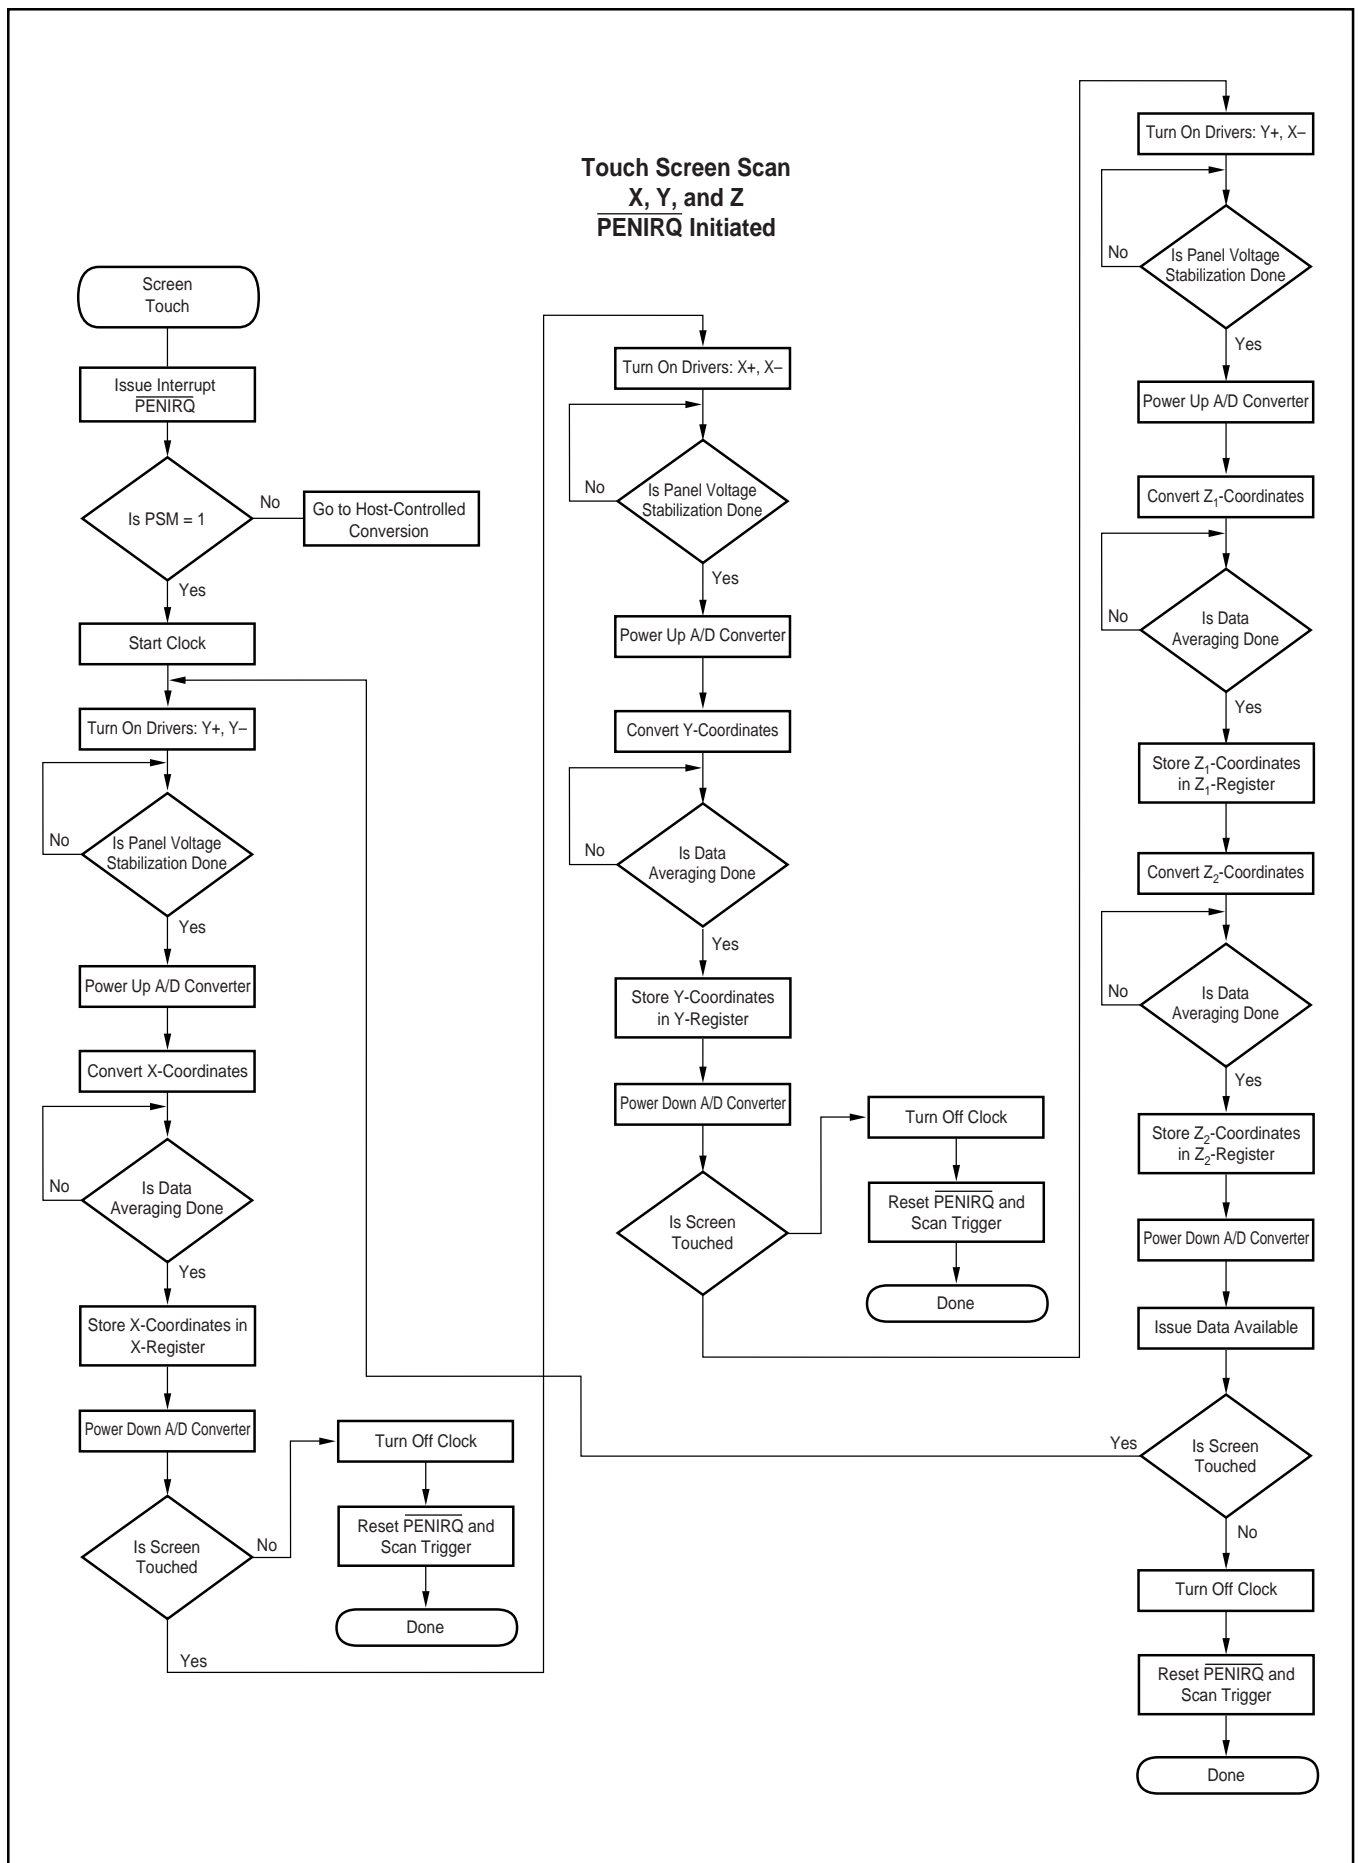 Touch Screen Scan
X, Y, and Z
PENIRQ Initiated
Screen
Touch
Issue Interrupt
PENIRQ
Is PSM = 1
No
Go to Host-Controlled
Conversion
Yes
Start Clock
Turn On Drivers: Y+, Y–
Is Panel Voltage
Stabilization Done
No
Yes
Power Up A/D Converter
Convert X-Coordinates
Is Data
Averaging Done
No
Yes
Store X-Coordinates in
X-Register
Power Down A/D Converter
Is Screen
Touched
No
Turn Off Clock
Reset PENIRQ and
Scan Trigger
Done
Yes
Turn On Drivers: X+, X–
Is Panel Voltage
Stabilization Done
No
Yes
Power Up A/D Converter
Convert Y-Coordinates
Is Data
Averaging Done
No
Yes
Store Y-Coordinates
in Y-Register
Power Down A/D Converter
Is Screen
Touched
Turn Off Clock
Reset PENIRQ and
Scan Trigger
Done
Turn On Drivers: Y+, X–
Is Panel Voltage
Stabilization Done
No
Yes
Power Up A/D Converter
Convert Z1-Coordinates
Is Data
Averaging Done
No
Yes
Store Z1-Coordinates
in Z1-Register
Convert Z2-Coordinates
Is Data
Averaging Done
No
Yes
Store Z2-Coordinates
in Z2-Register
Power Down A/D Converter
Issue Data Available
Is Screen
Touched
Yes
No
Turn Off Clock
Reset PENIRQ and
Scan Trigger
Done